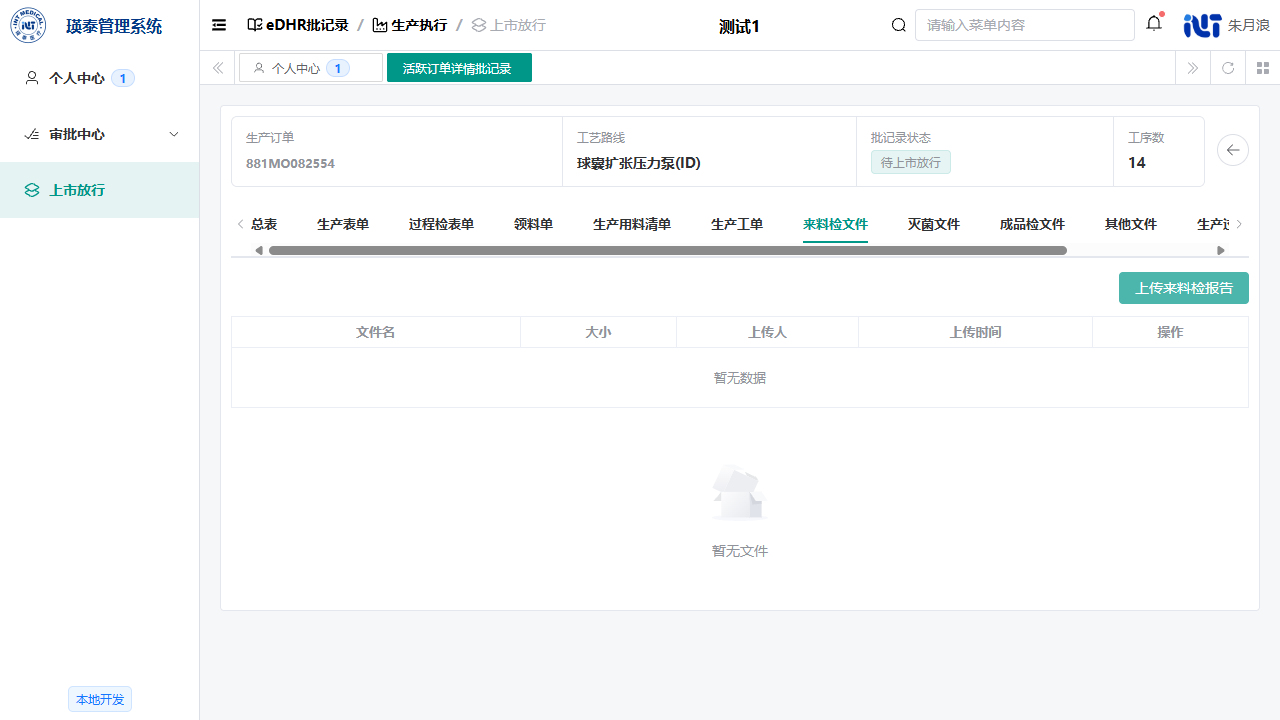 瑛泰管理系统
eDHR批记录 / 生产执行 / 上市放行
测试1
请输入菜单内容
朱月浪
个人中心 1
审批中心
上市放行
本地开发
个人中心 1
活跃订单详情批记录
生产订单
881MO082554
工艺路线
球囊扩张压力泵(ID)
批记录状态
待上市放行
工序数
14
总表 生产表单 过程检表单 领料单 生产用料清单 生产工单 来料检文件 灭菌文件 成品检文件 其他文件
上传来料检报告
文件名 大小 上传人 上传时间 操作
暂无数据
暂无文件